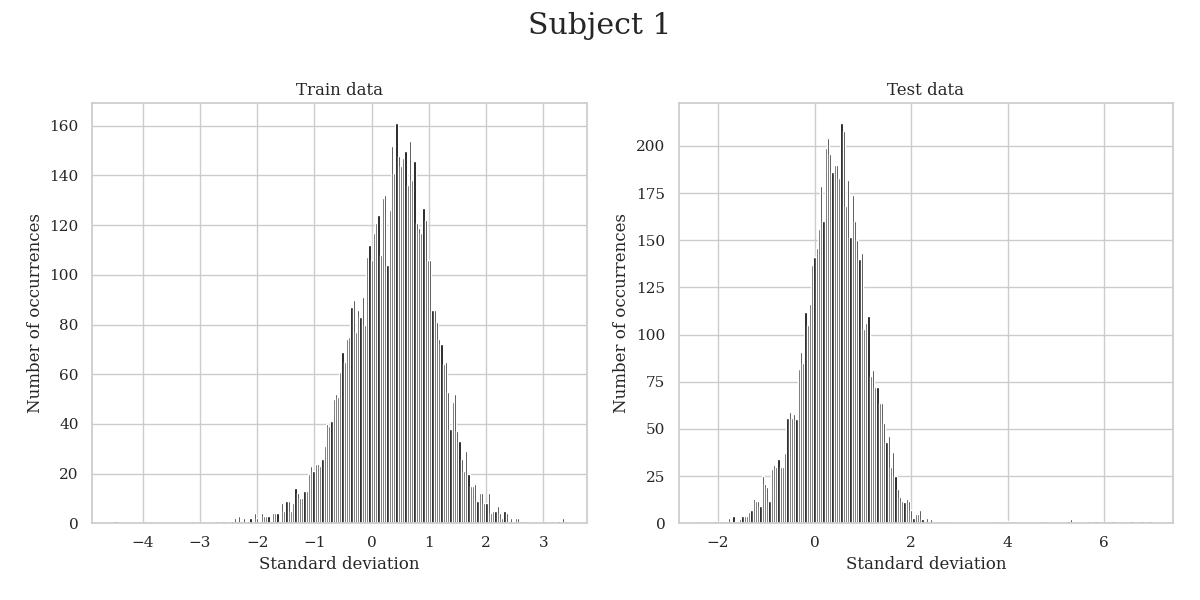 Subject 1
Train data
160
140
120
100
80
60
40
20
0
Number of occurrences
−4 −3 −2 −1 0 1 2 3
Standard deviation
Test data
200
175
150
125
100
75
50
25
0
Number of occurrences
−2 0 2 4 6
Standard deviation